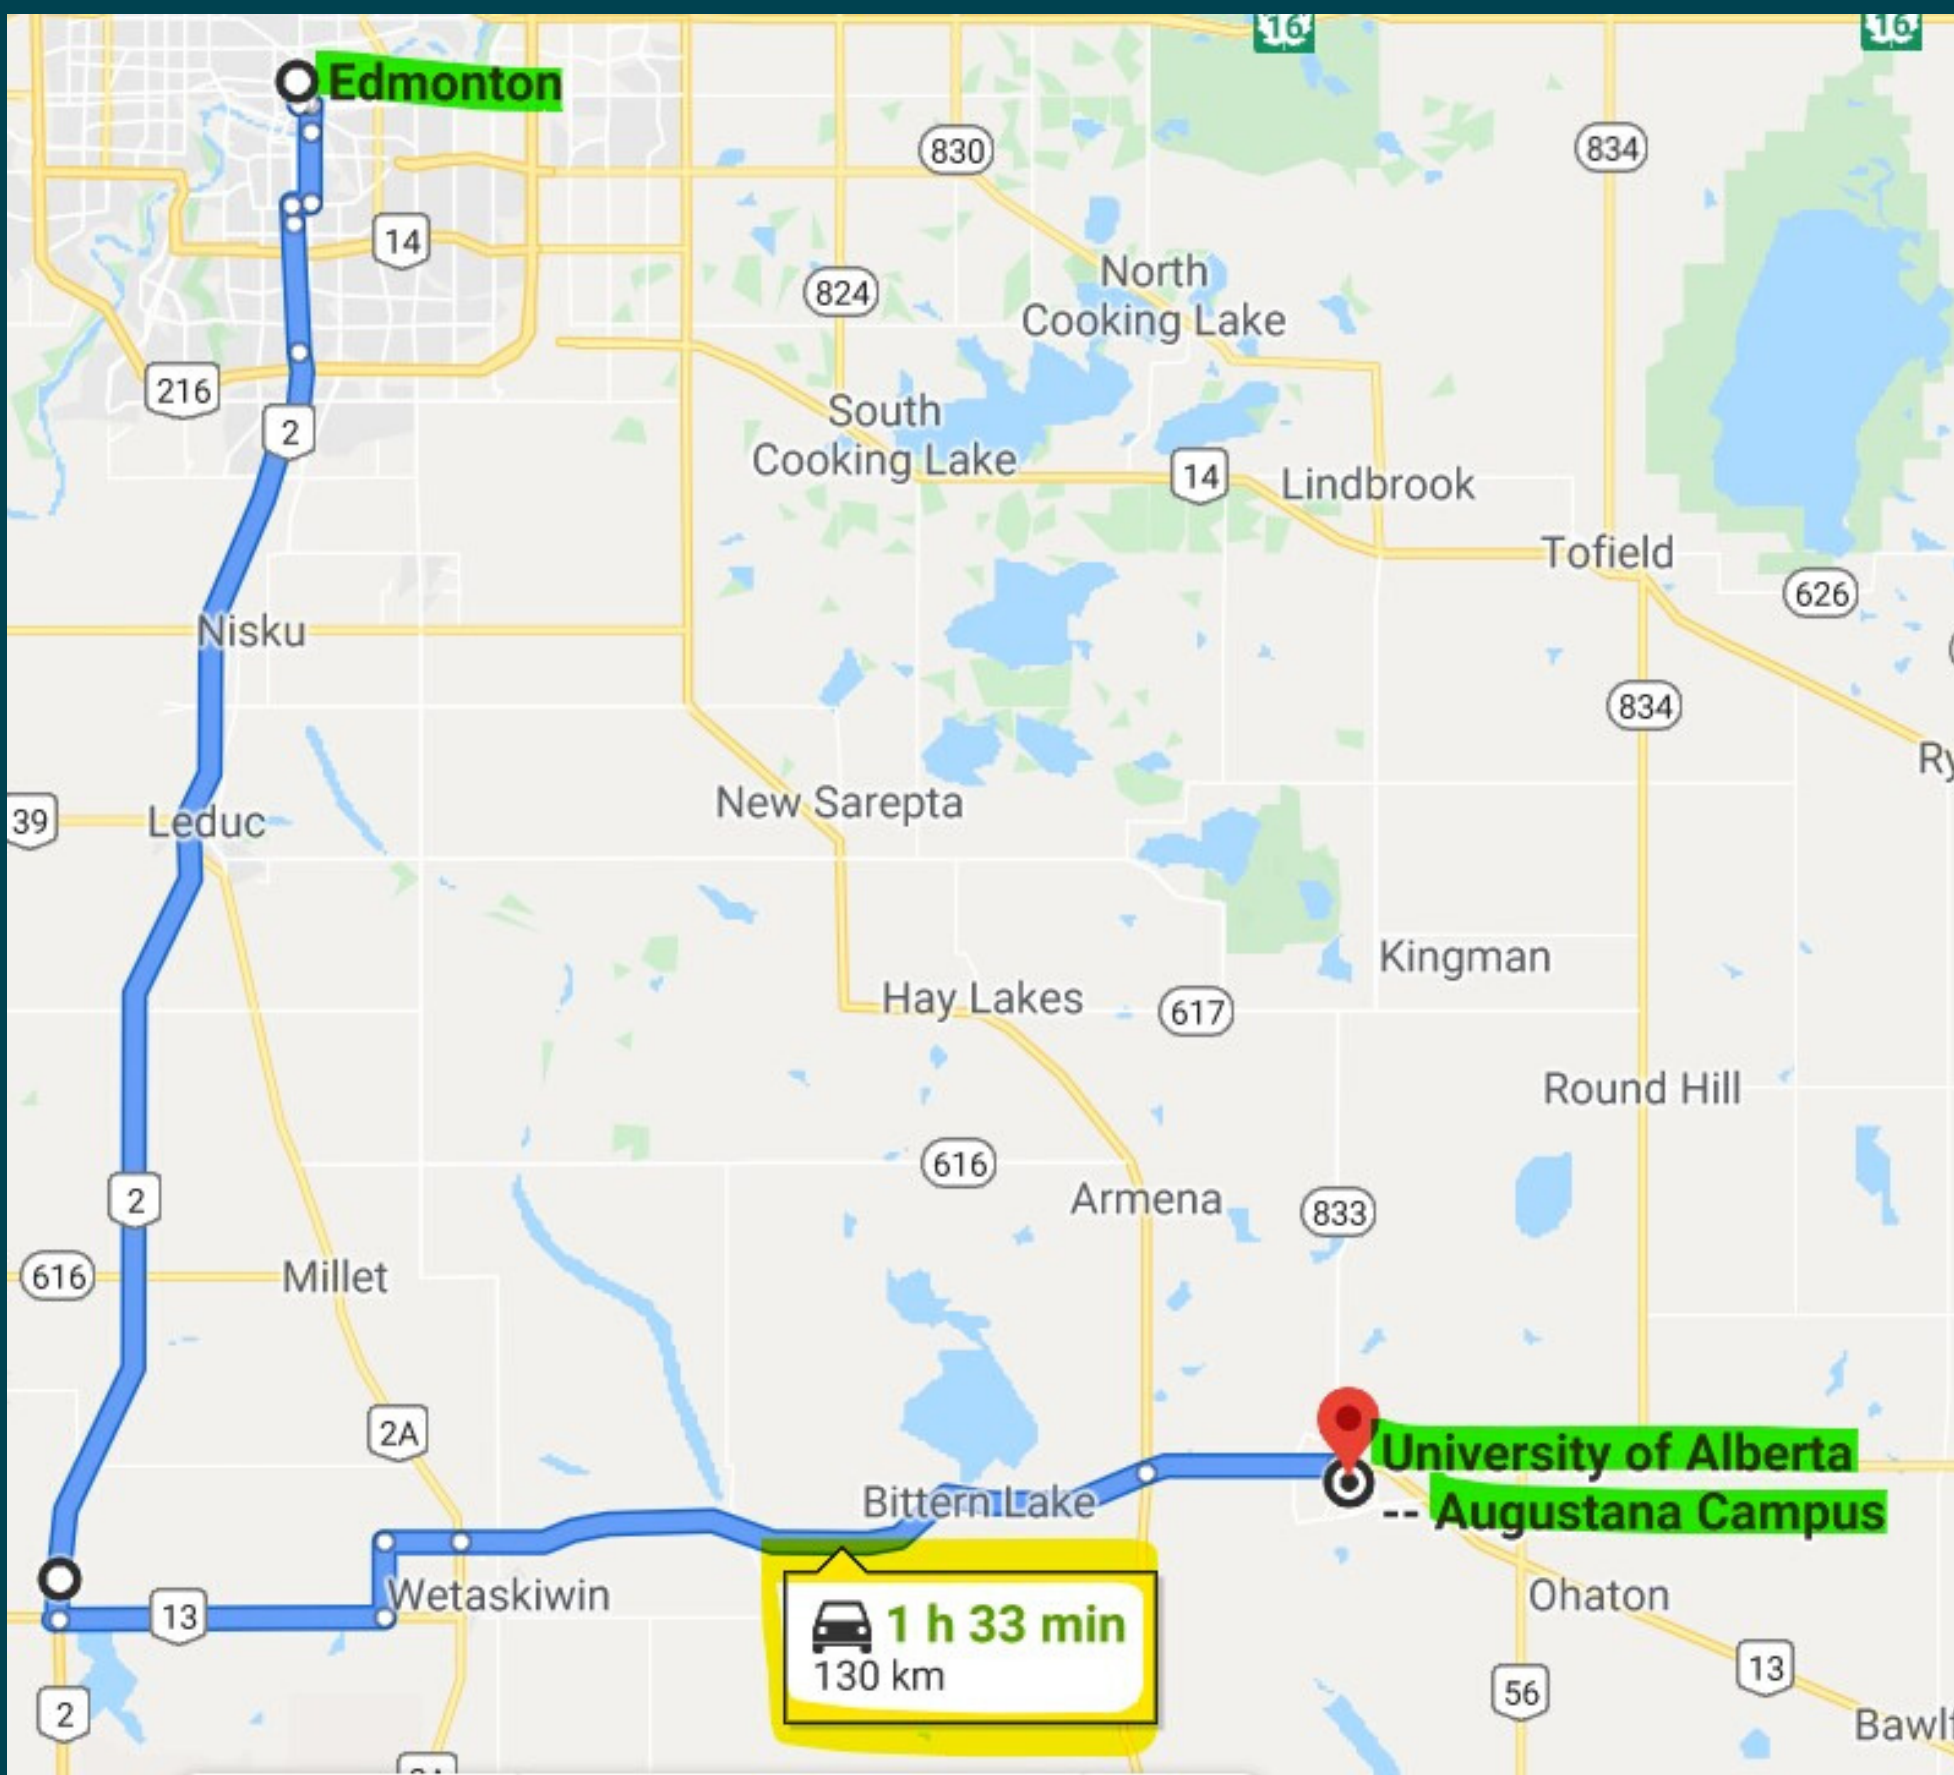 16
16
Edmonton
830
834
14
North
Cooking Lake
824
216
South
Cooking Lake
2
14
Lindbrook
Tofield
626
Nisku
834
Ry
New Sarepta
39
Leduc
Kingman
Hay Lakes
617
Round Hill
616
Armena
2
833
616
Millet
2A
University of Alberta
-- Augustana Campus
Bittern Lake
Wetaskiwin
Ohaton
13
1 h 33 min
130 km
13
56
2
Bawlf